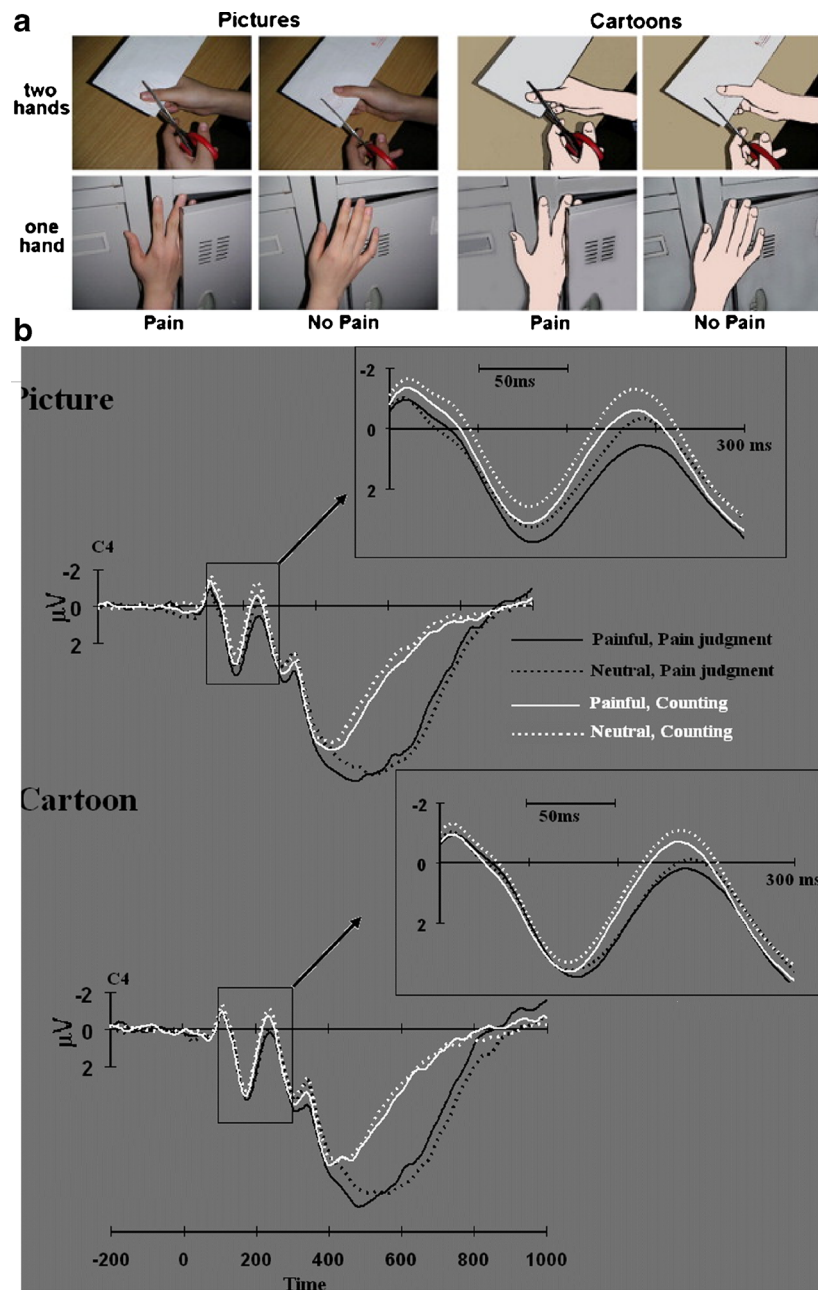 a
Pictures Cartoons
two
hands
one
hand
Pain No Pain Pain No Pain
b
Picture
-2
0
2
50ms
300 ms
C4
-2
0
2
μV
Painful, Pain judgment
Neutral, Pain judgment
Painful, Counting
Neutral, Counting
Cartoon
-2
0
2
50ms
300 ms
C4
-2
0
2
μV
-200 0 200 400 600 800 1000
Time